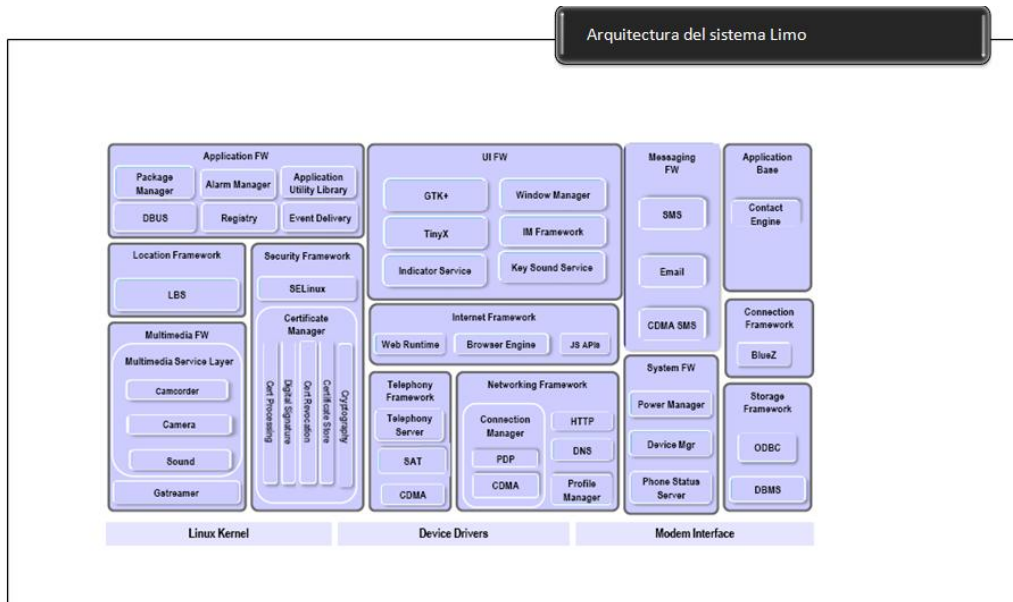 Arquitectura del sistema Limo
Application FW
Package
Manager
Alarm Manager
Application
Utility Library
DBUS
Registry
Event Delivery
UI FW
GTK+
Window Manager
TinyX
IM Framework
Indicator Service
Key Sound Service
Messaging
FW
SMS
Email
CDMA SMS
Application
Base
Contact
Engine
Location Framework
LBS
Security Framework
SELinux
Certificate
Manager
Cert Processing
Digital Signature
Cert Revocation
Certificate Store
Cryptography
Multimedia FW
Multimedia Service Layer
Camcorder
Camera
Sound
Gstreamer
Internet Framework
Web Runtime
Browser Engine
JS APIs
Telephony
Framework
Telephony
Server
SAT
CDMA
Networking Framework
Connection
Manager
PDP
CDMA
HTTP
DNS
Profile
Manager
System FW
Power Manager
Device Mgr
Phone Status
Server
Connection
Framework
BlueZ
Storage
Framework
ODBC
DBMS
Linux Kernel
Device Drivers
Modem Interface